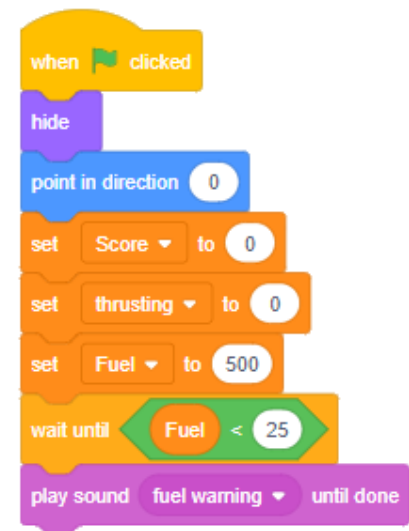 when clicked
hide
point in direction 0
set Score to 0
set thrusting to 0
set Fuel to 500
wait until Fuel < 25
play sound fuel warning until done